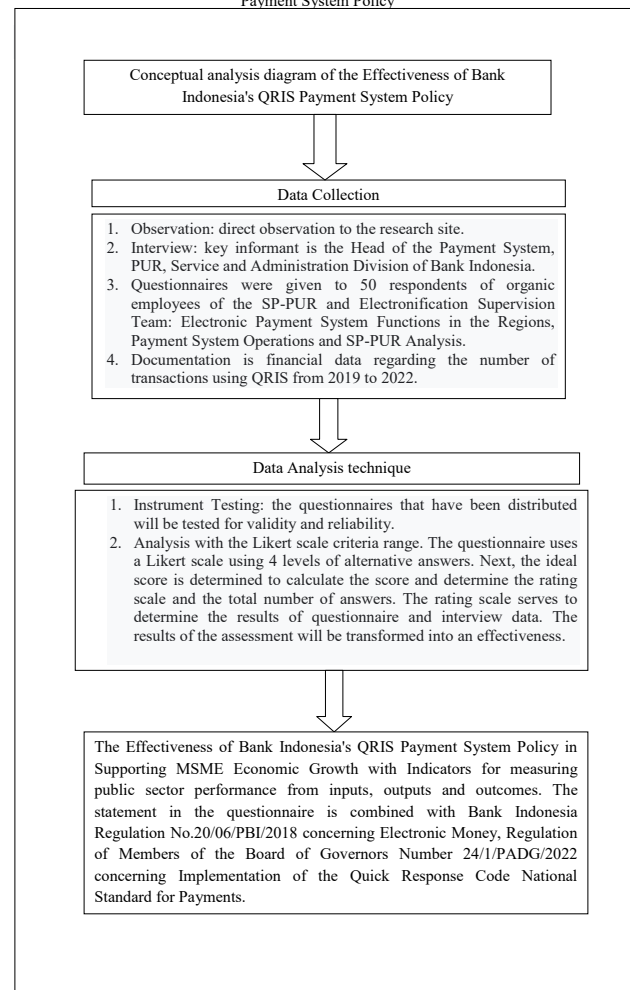 Payment System Policy
Conceptual analysis diagram of the Effectiveness of Bank
Indonesia's QRIS Payment System Policy
Data Collection
1. Observation: direct observation to the research site.
2. Interview: key informant is the Head of the Payment System,
PUR, Service and Administration Division of Bank Indonesia.
3. Questionnaires were given to 50 respondents of organic
employees of the SP-PUR and Electronification Supervision
Team: Electronic Payment System Functions in the Regions,
Payment System Operations and SP-PUR Analysis.
4. Documentation is financial data regarding the number of
transactions using QRIS from 2019 to 2022.
Data Analysis technique
1. Instrument Testing: the questionnaires that have been distributed
will be tested for validity and reliability.
2. Analysis with the Likert scale criteria range. The questionnaire uses
a Likert scale using 4 levels of alternative answers. Next, the ideal
score is determined to calculate the score and determine the rating
scale and the total number of answers. The rating scale serves to
determine the results of questionnaire and interview data. The
results of the assessment will be transformed into an effectiveness.
The Effectiveness of Bank Indonesia's QRIS Payment System Policy in
Supporting MSME Economic Growth with Indicators for measuring
public sector performance from inputs, outputs and outcomes. The
statement in the questionnaire is combined with Bank Indonesia
Regulation No.20/06/PBI/2018 concerning Electronic Money, Regulation
of Members of the Board of Governors Number 24/1/PADG/2022
concerning Implementation of the Quick Response Code National
Standard for Payments.